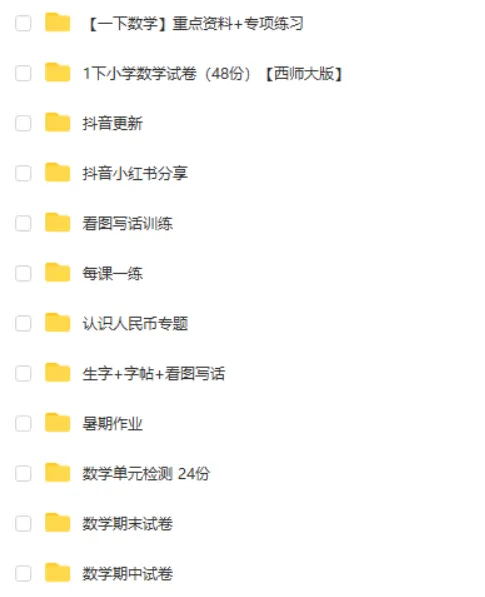 【一下数学】重点资料+专项练习
1下小学数学试卷（48份）【西师大版】
抖音更新
抖音小红书分享
看图写话训练
每课一练
认识人民币专题
生字+字帖+看图写话
暑期作业
数学单元检测 24份
数学期末试卷
数学期中试卷